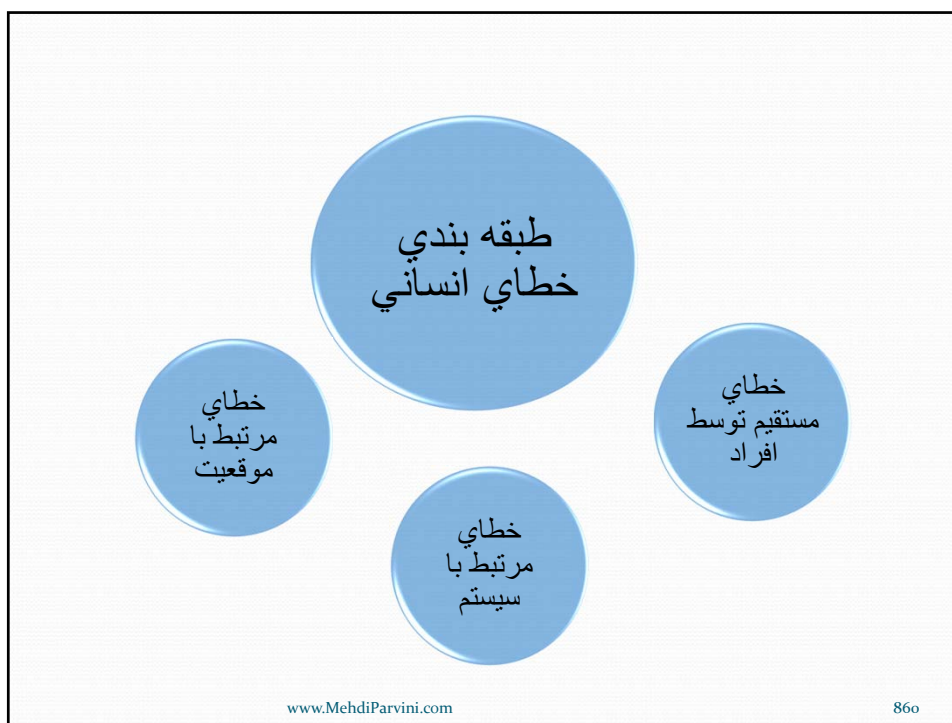 طبقه بندي
خطاي انساني
خطاي
مستقيم توسط
افراد
خطاي
مرتبط با
سيستم
خطاي
مرتبط با
موقعيت
www.MehdiParvini.com
860